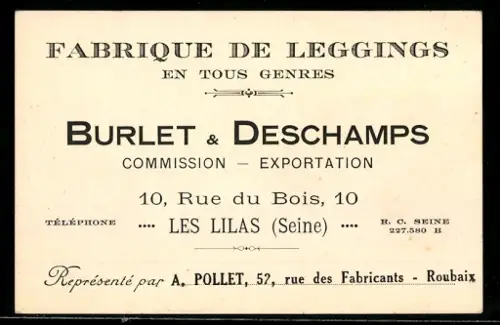 FABRIQUE DE LEGGINGS
EN TOUS GENRES
BURLET & DESCHAMPS
COMMISSION — EXPORTATION
10, Rue du Bois, 10
TÉLÉPHONE •••• LES LILAS (Seine) •••• R. C. SEINE
227.580 B
Représenté par A. POLLET, 52, rue des Fabricants - Roubaix